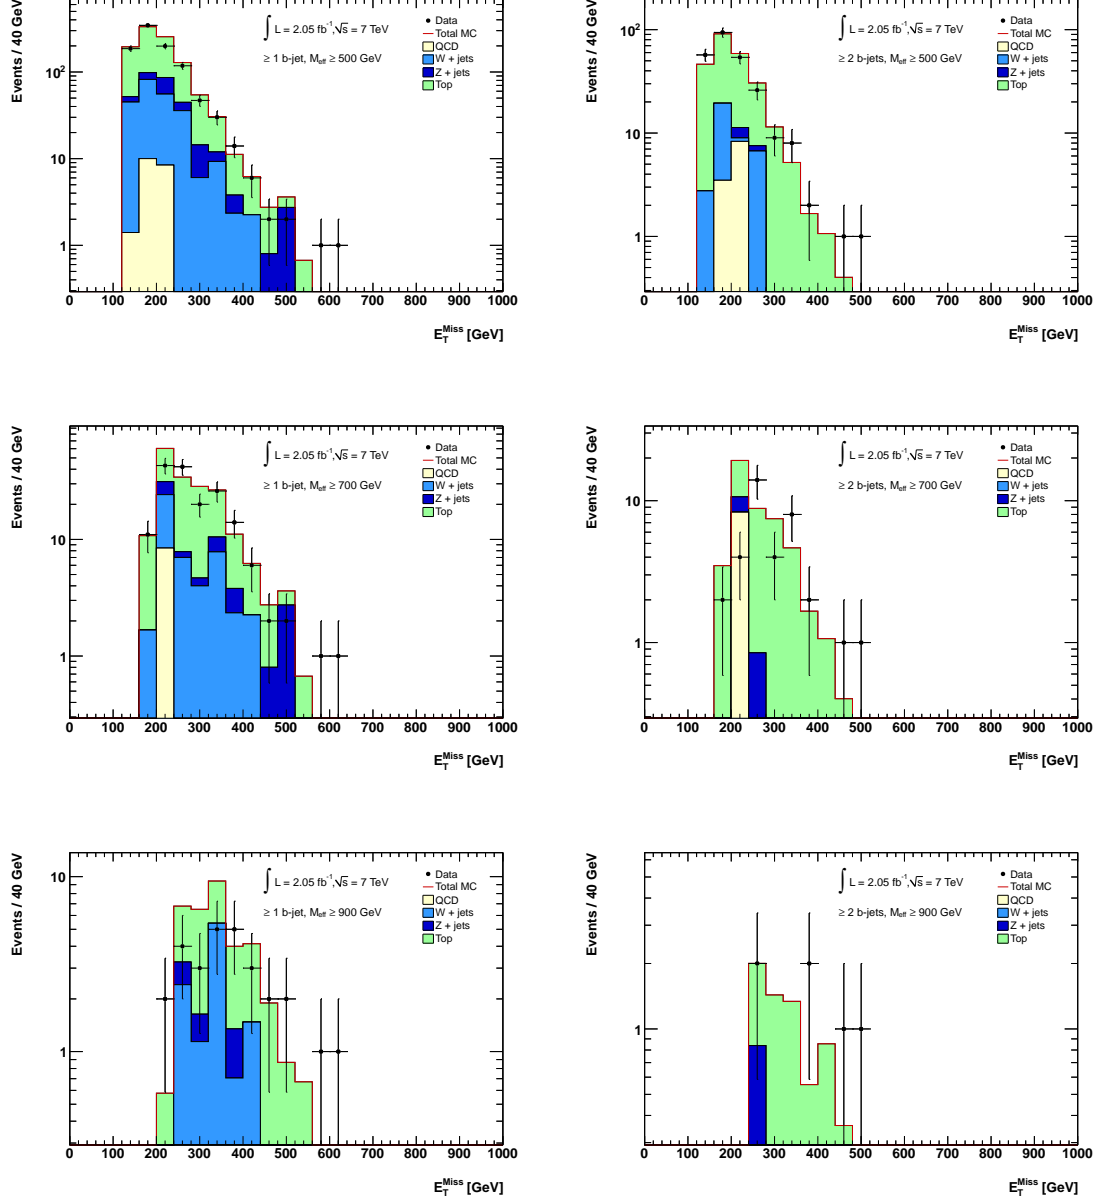 Events / 40 GeV
10²
10
1
∫ L = 2.05 fb⁻¹,√s = 7 TeV
≥ 1 b-jet, M_eff ≥ 500 GeV
Data
Total MC
QCD
W + jets
Z + jets
Top
0 100 200 300 400 500 600 700 800 900 1000
E_T^Miss [GeV]
Events / 40 GeV
10²
10
1
∫ L = 2.05 fb⁻¹,√s = 7 TeV
≥ 2 b-jets, M_eff ≥ 500 GeV
Data
Total MC
QCD
W + jets
Z + jets
Top
0 100 200 300 400 500 600 700 800 900 1000
E_T^Miss [GeV]
Events / 40 GeV
10
1
∫ L = 2.05 fb⁻¹,√s = 7 TeV
≥ 1 b-jet, M_eff ≥ 700 GeV
Data
Total MC
QCD
W + jets
Z + jets
Top
0 100 200 300 400 500 600 700 800 900 1000
E_T^Miss [GeV]
Events / 40 GeV
10
1
∫ L = 2.05 fb⁻¹,√s = 7 TeV
≥ 2 b-jets, M_eff ≥ 700 GeV
Data
Total MC
QCD
W + jets
Z + jets
Top
0 100 200 300 400 500 600 700 800 900 1000
E_T^Miss [GeV]
Events / 40 GeV
10
1
∫ L = 2.05 fb⁻¹,√s = 7 TeV
≥ 1 b-jet, M_eff ≥ 900 GeV
Data
Total MC
QCD
W + jets
Z + jets
Top
0 100 200 300 400 500 600 700 800 900 1000
E_T^Miss [GeV]
Events / 40 GeV
1
∫ L = 2.05 fb⁻¹,√s = 7 TeV
≥ 2 b-jets, M_eff ≥ 900 GeV
Data
Total MC
QCD
W + jets
Z + jets
Top
0 100 200 300 400 500 600 700 800 900 1000
E_T^Miss [GeV]